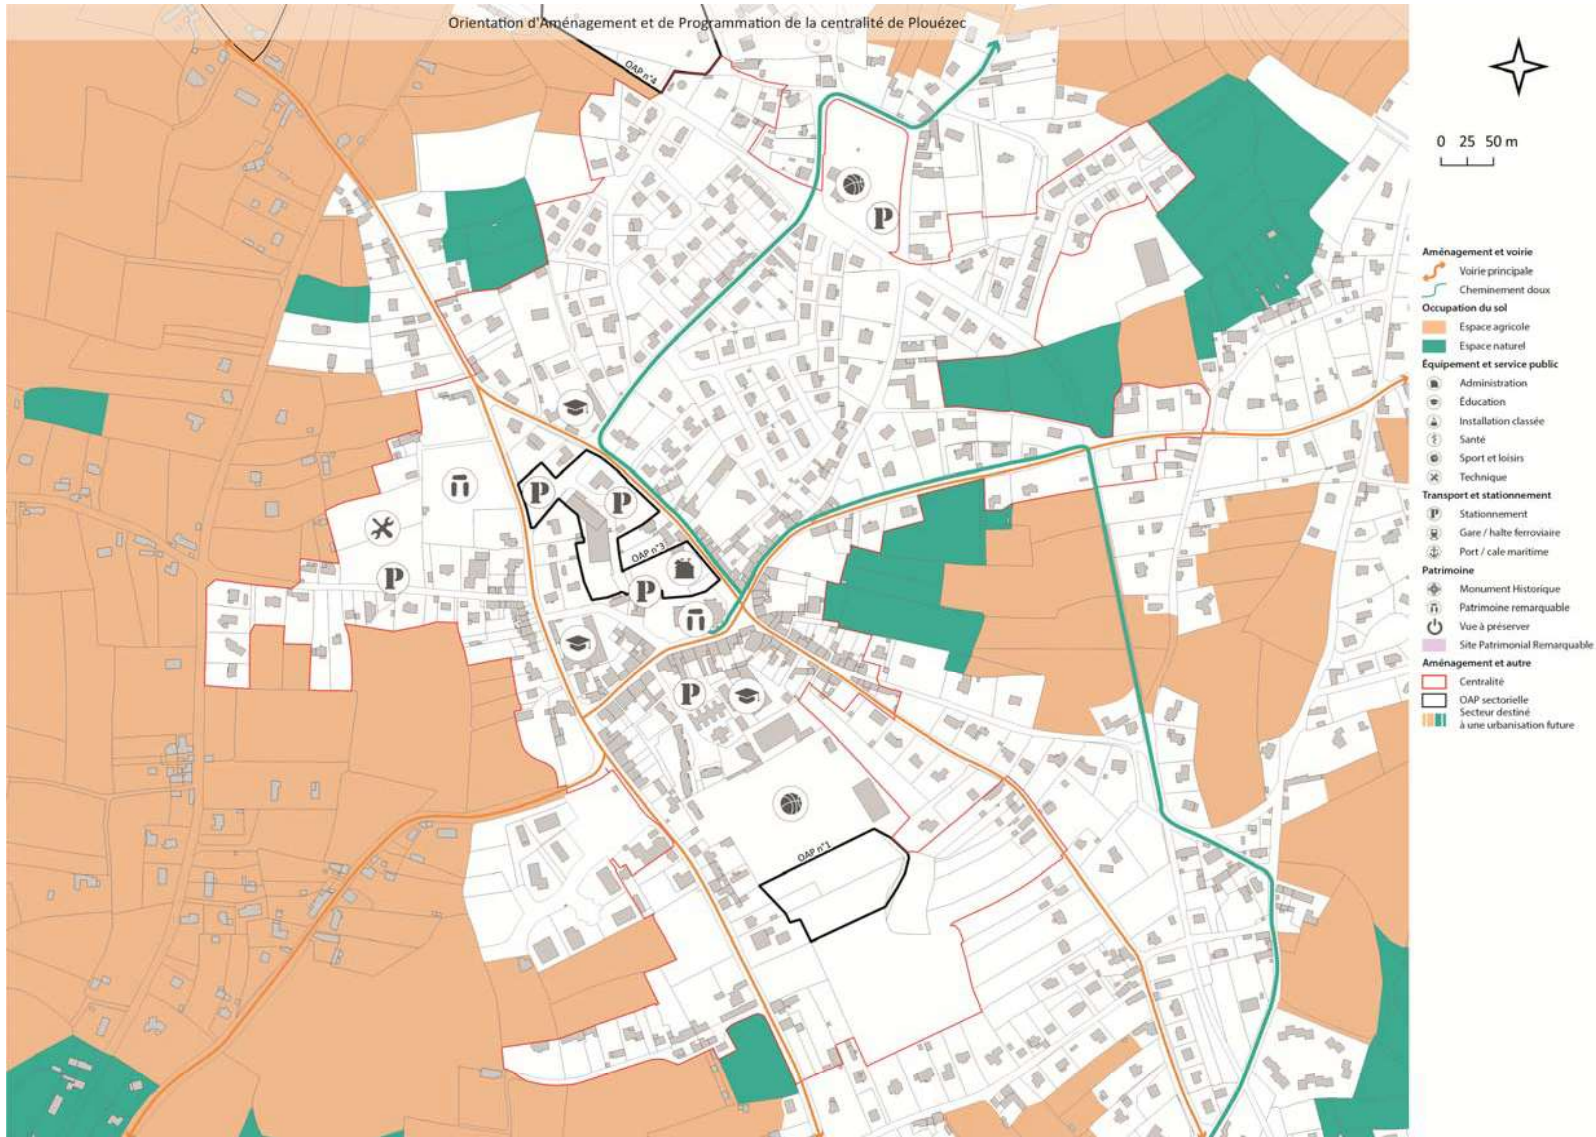 Orientation d'Aménagement et de Programmation de la centralité de Plouézec
OAP n°4
0 25 50 m
Aménagement et voirie
Voirie principale
Cheminement doux
Occupation du sol
Espace agricole
Espace naturel
Équipement et service public
Administration
Éducation
Installation classée
Santé
Sport et loisirs
Technique
Transport et stationnement
P Stationnement
Gare / halte ferroviaire
Port / cale maritime
Patrimoine
Monument Historique
Patrimoine remarquable
Vue à préserver
Site Patrimonial Remarquable
Aménagement et autre
Centralité
OAP sectorielle
Secteur destiné
à une urbanisation future
P
P
P
OAP n°3
P
P
P
OAP n°1